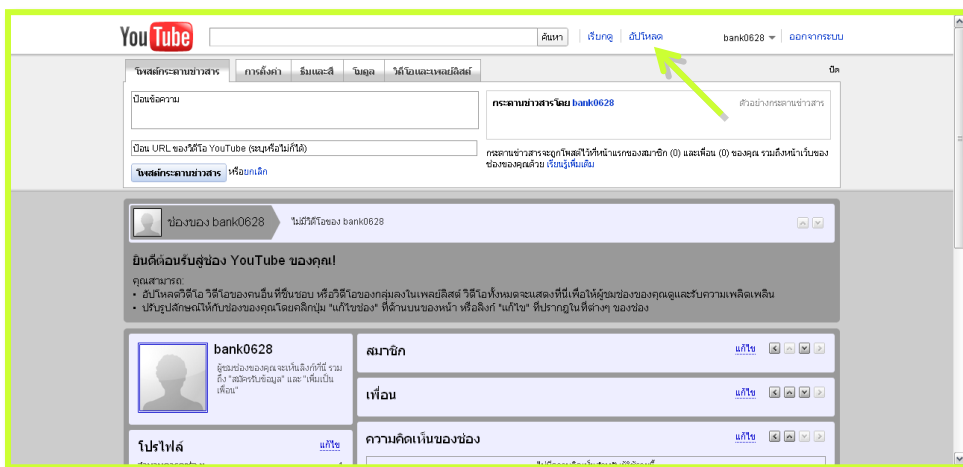 YouTube
ค้นหา เรียกดู อัปโหลด bank0628 ออกจากระบบ
โพสต์กระดานข่าวสาร การตั้งค่า ธีมและสี โมดูล วิดีโอและเพลย์ลิสต์ ปิด
ป้อนข้อความ
กระดานข่าวสารโดย bank0628 ตัวอย่างกระดานข่าวสาร
ป้อน URL ของวิดีโอ YouTube (ระบุหรือไม่ก็ได้)
กระดานข่าวสารจะถูกโพสต์ไว้ที่หน้าแรกของสมาชิก (0) และเพื่อน (0) ของคุณ รวมถึงหน้าเว็บของ
ช่องของคุณด้วย เรียนรู้เพิ่มเติม
โพสต์กระดานข่าวสาร หรือยกเลิก
ช่องของ bank0628 ไม่มีวิดีโอของ bank0628
ยินดีต้อนรับสู่ช่อง YouTube ของคุณ!
คุณสามารถ:
• อัปโหลดวิดีโอ วิดีโอของคนอื่นที่ชื่นชอบ หรือวิดีโอของกลุ่มลงในเพลย์ลิสต์ วิดีโอทั้งหมดจะแสดงที่นี่เพื่อให้ผู้ชมช่องของคุณดูและรับความเพลิดเพลิน
• ปรับรูปลักษณ์ให้กับช่องของคุณโดยคลิกปุ่ม "แก้ไขช่อง" ที่ด้านบนของหน้า หรือลิงก์ "แก้ไข" ที่ปรากฏในที่ต่างๆ ของช่อง
bank0628
ผู้ชมช่องของคุณจะเห็นลิงก์ที่นี่ รวม
ถึง "สมัครรับข้อมูล" และ "เพิ่มเป็น
เพื่อน"
สมาชิก แก้ไข
เพื่อน แก้ไข
โปรไฟล์ แก้ไข
ความคิดเห็นของช่อง แก้ไข